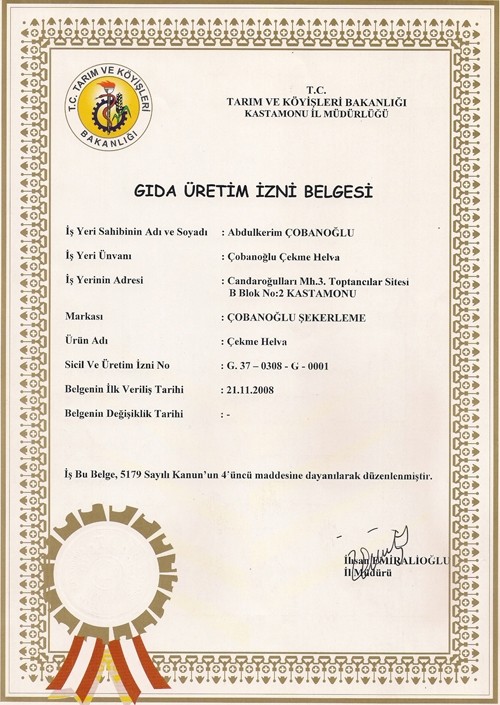 T.C. TARIM VE KÖYİŞLERİ
BAKANLIĞI
T.C.
TARIM VE KÖYİŞLERİ BAKANLIĞI
KASTAMONU İL MÜDÜRLÜĞÜ
GIDA ÜRETİM İZNİ BELGESİ
İş Yeri Sahibinin Adı ve Soyadı : Abdulkerim ÇOBANOĞLU
İş Yeri Ünvanı : Çobanoğlu Çekme Helva
İş Yerinin Adresi : Candaroğulları Mh.3. Toptancılar Sitesi
B Blok No:2 KASTAMONU
Markası : ÇOBANOĞLU ŞEKERLEME
Ürün Adı : Çekme Helva
Sicil Ve Üretim İzni No : G. 37 – 0308 - G - 0001
Belgenin İlk Veriliş Tarihi : 21.11.2008
Belgenin Değişiklik Tarihi : -
İş Bu Belge, 5179 Sayılı Kanun'un 4'üncü maddesine dayanılarak düzenlenmiştir.
İhsan EMİRALİOĞLU
İl Müdürü